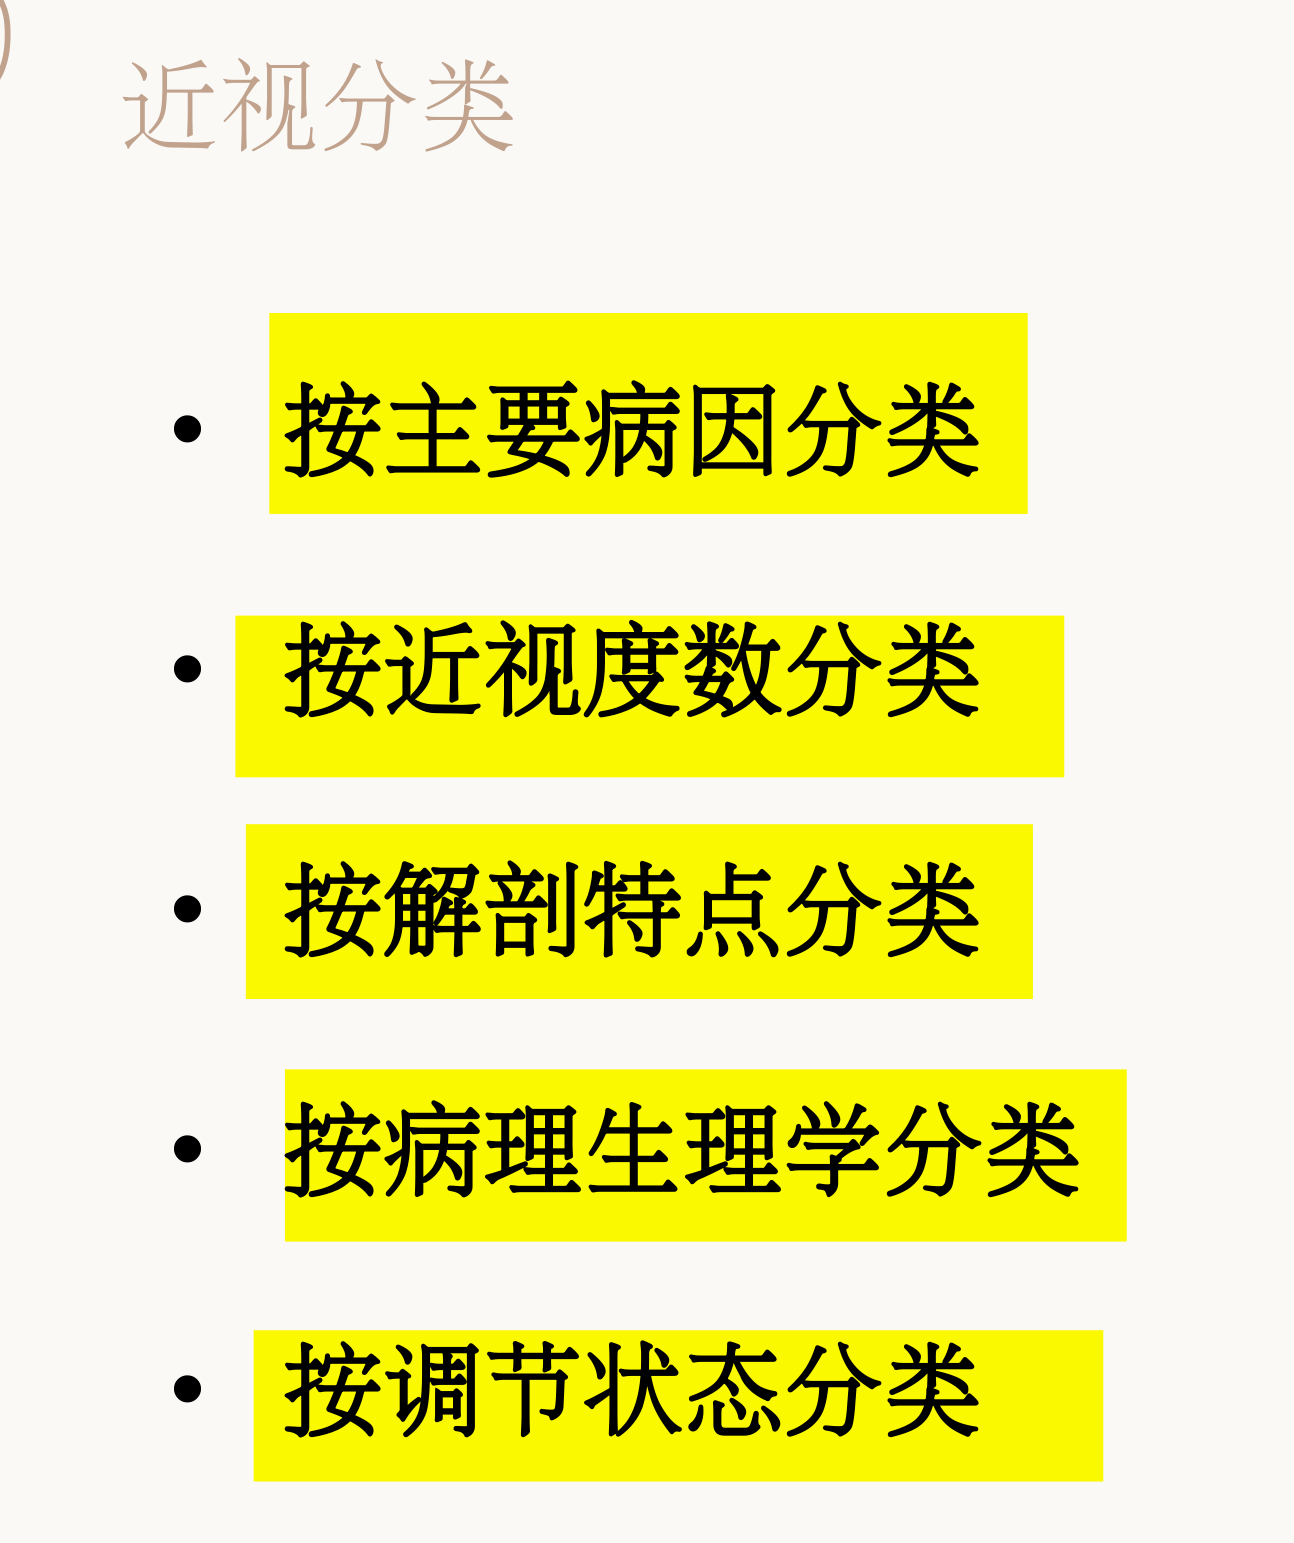 近视分类
• 按主要病因分类
• 按近视度数分类
• 按解剖特点分类
• 按病理生理学分类
• 按调节状态分类